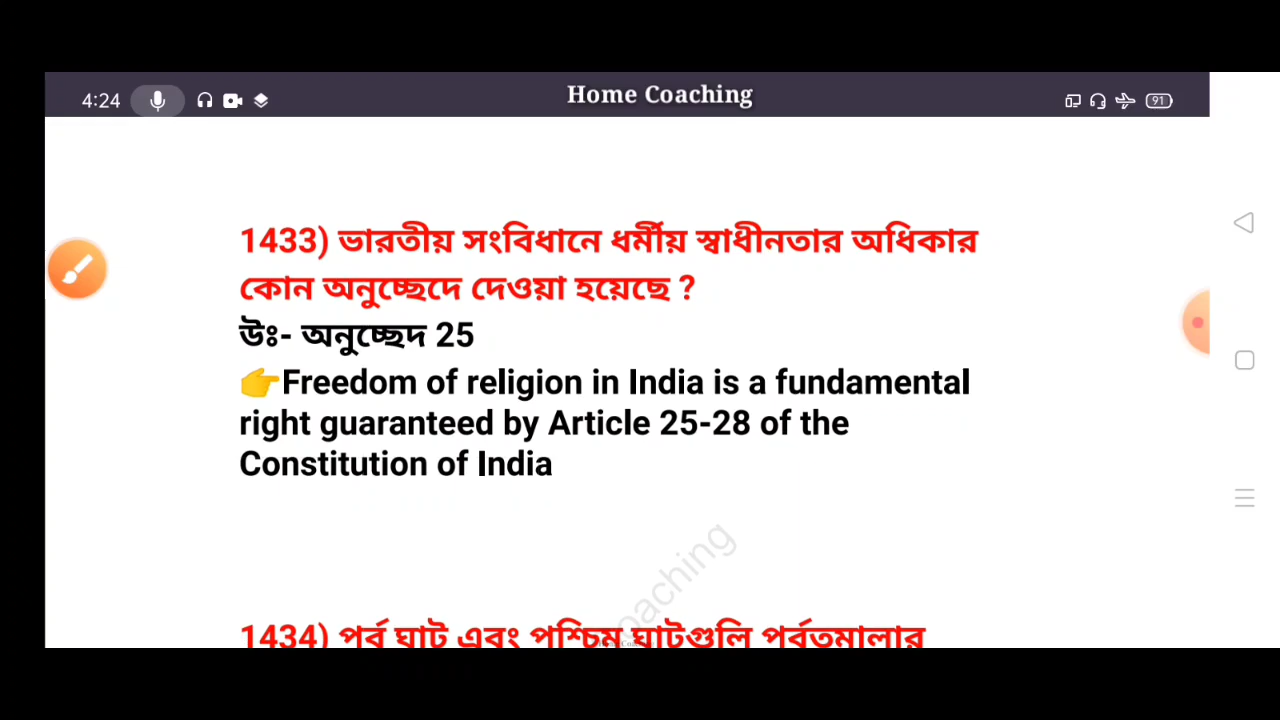 4:24 Home Coaching 91
1433) ভারতীয় সংবিধানে ধর্মীয় স্বাধীনতার অধিকার
কোন অনুচ্ছেদে দেওয়া হয়েছে ?
উঃ- অনুচ্ছেদ 25
👉Freedom of religion in India is a fundamental
right guaranteed by Article 25-28 of the
Constitution of India
oaching
1434) পূর্ব ঘাট এবং পশ্চিম ঘাটগুলি পর্বতমালার